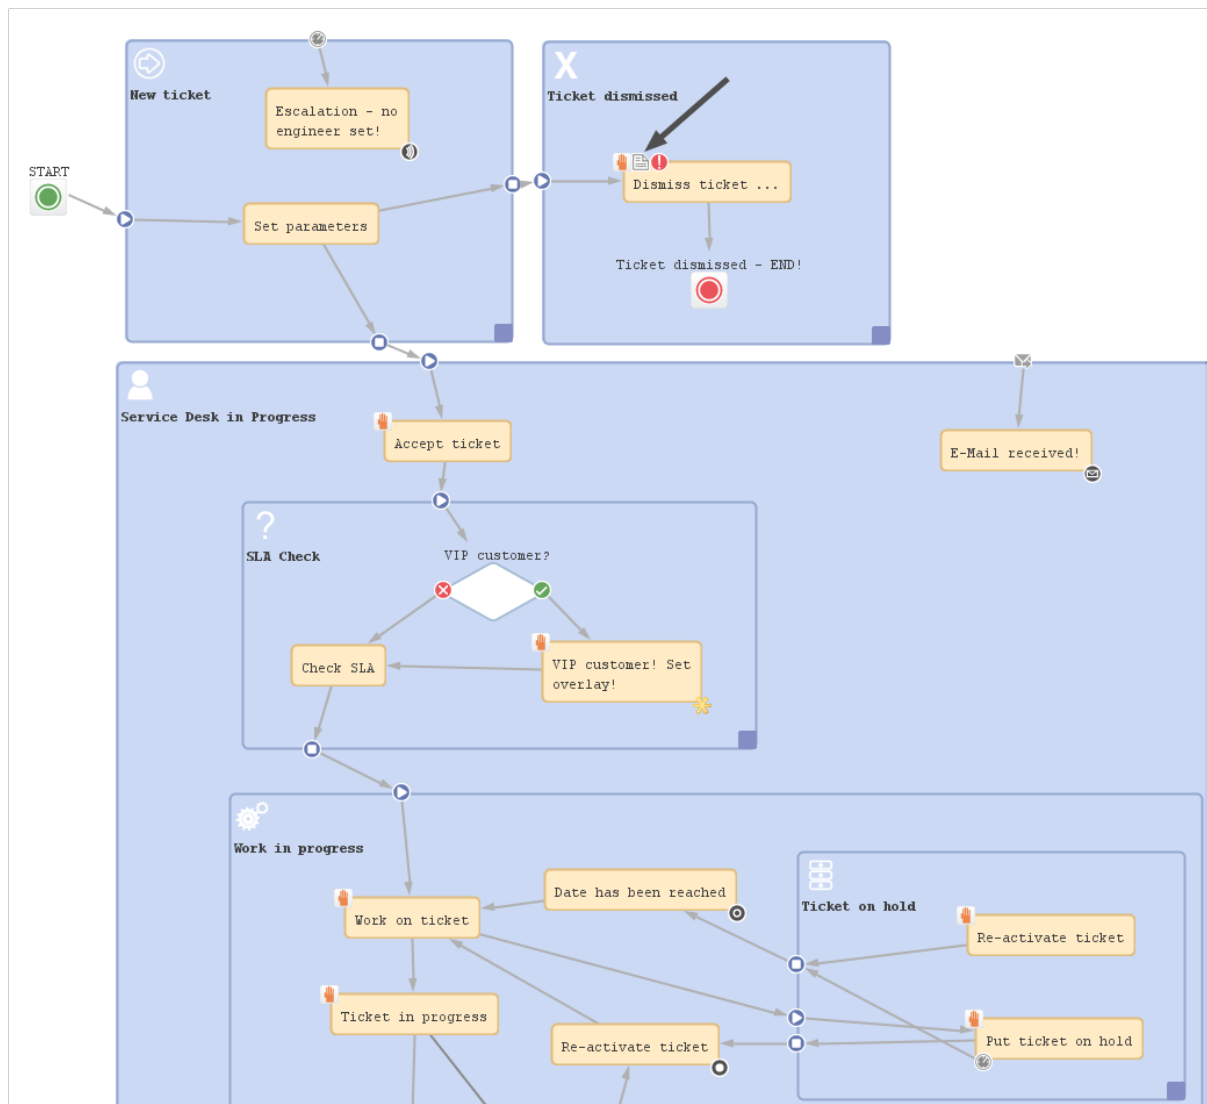 New ticket
Escalation - no
engineer set!
START
Set parameters
X
Ticket dismissed
Dismiss ticket ...
Ticket dismissed - END!
Service Desk in Progress
Accept ticket
E-Mail received!
?
SLA Check
VIP customer?
Check SLA
VIP customer! Set
overlay!
Work in progress
Work on ticket
Date has been reached
Ticket on hold
Re-activate ticket
Ticket in progress
Re-activate ticket
Put ticket on hold